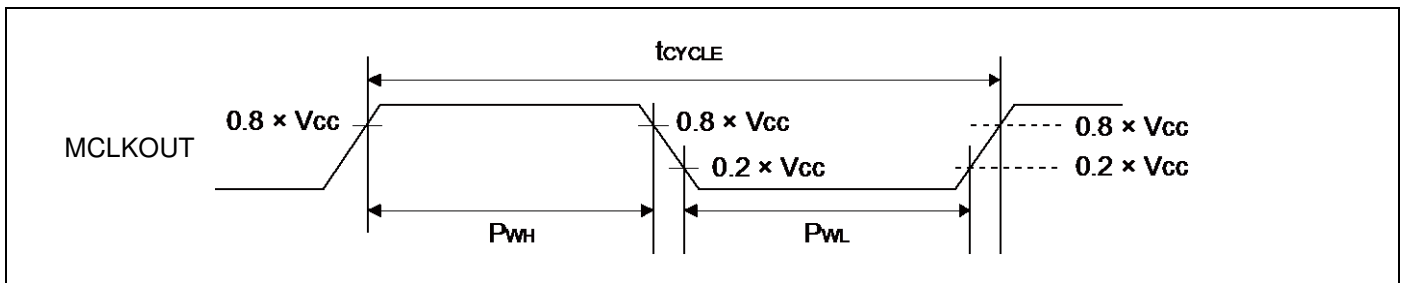 tCYCLE
0.8 × Vcc
0.8 × Vcc
0.8 × Vcc
MCLKOUT
0.2 × Vcc
0.2 × Vcc
PWH
PWL